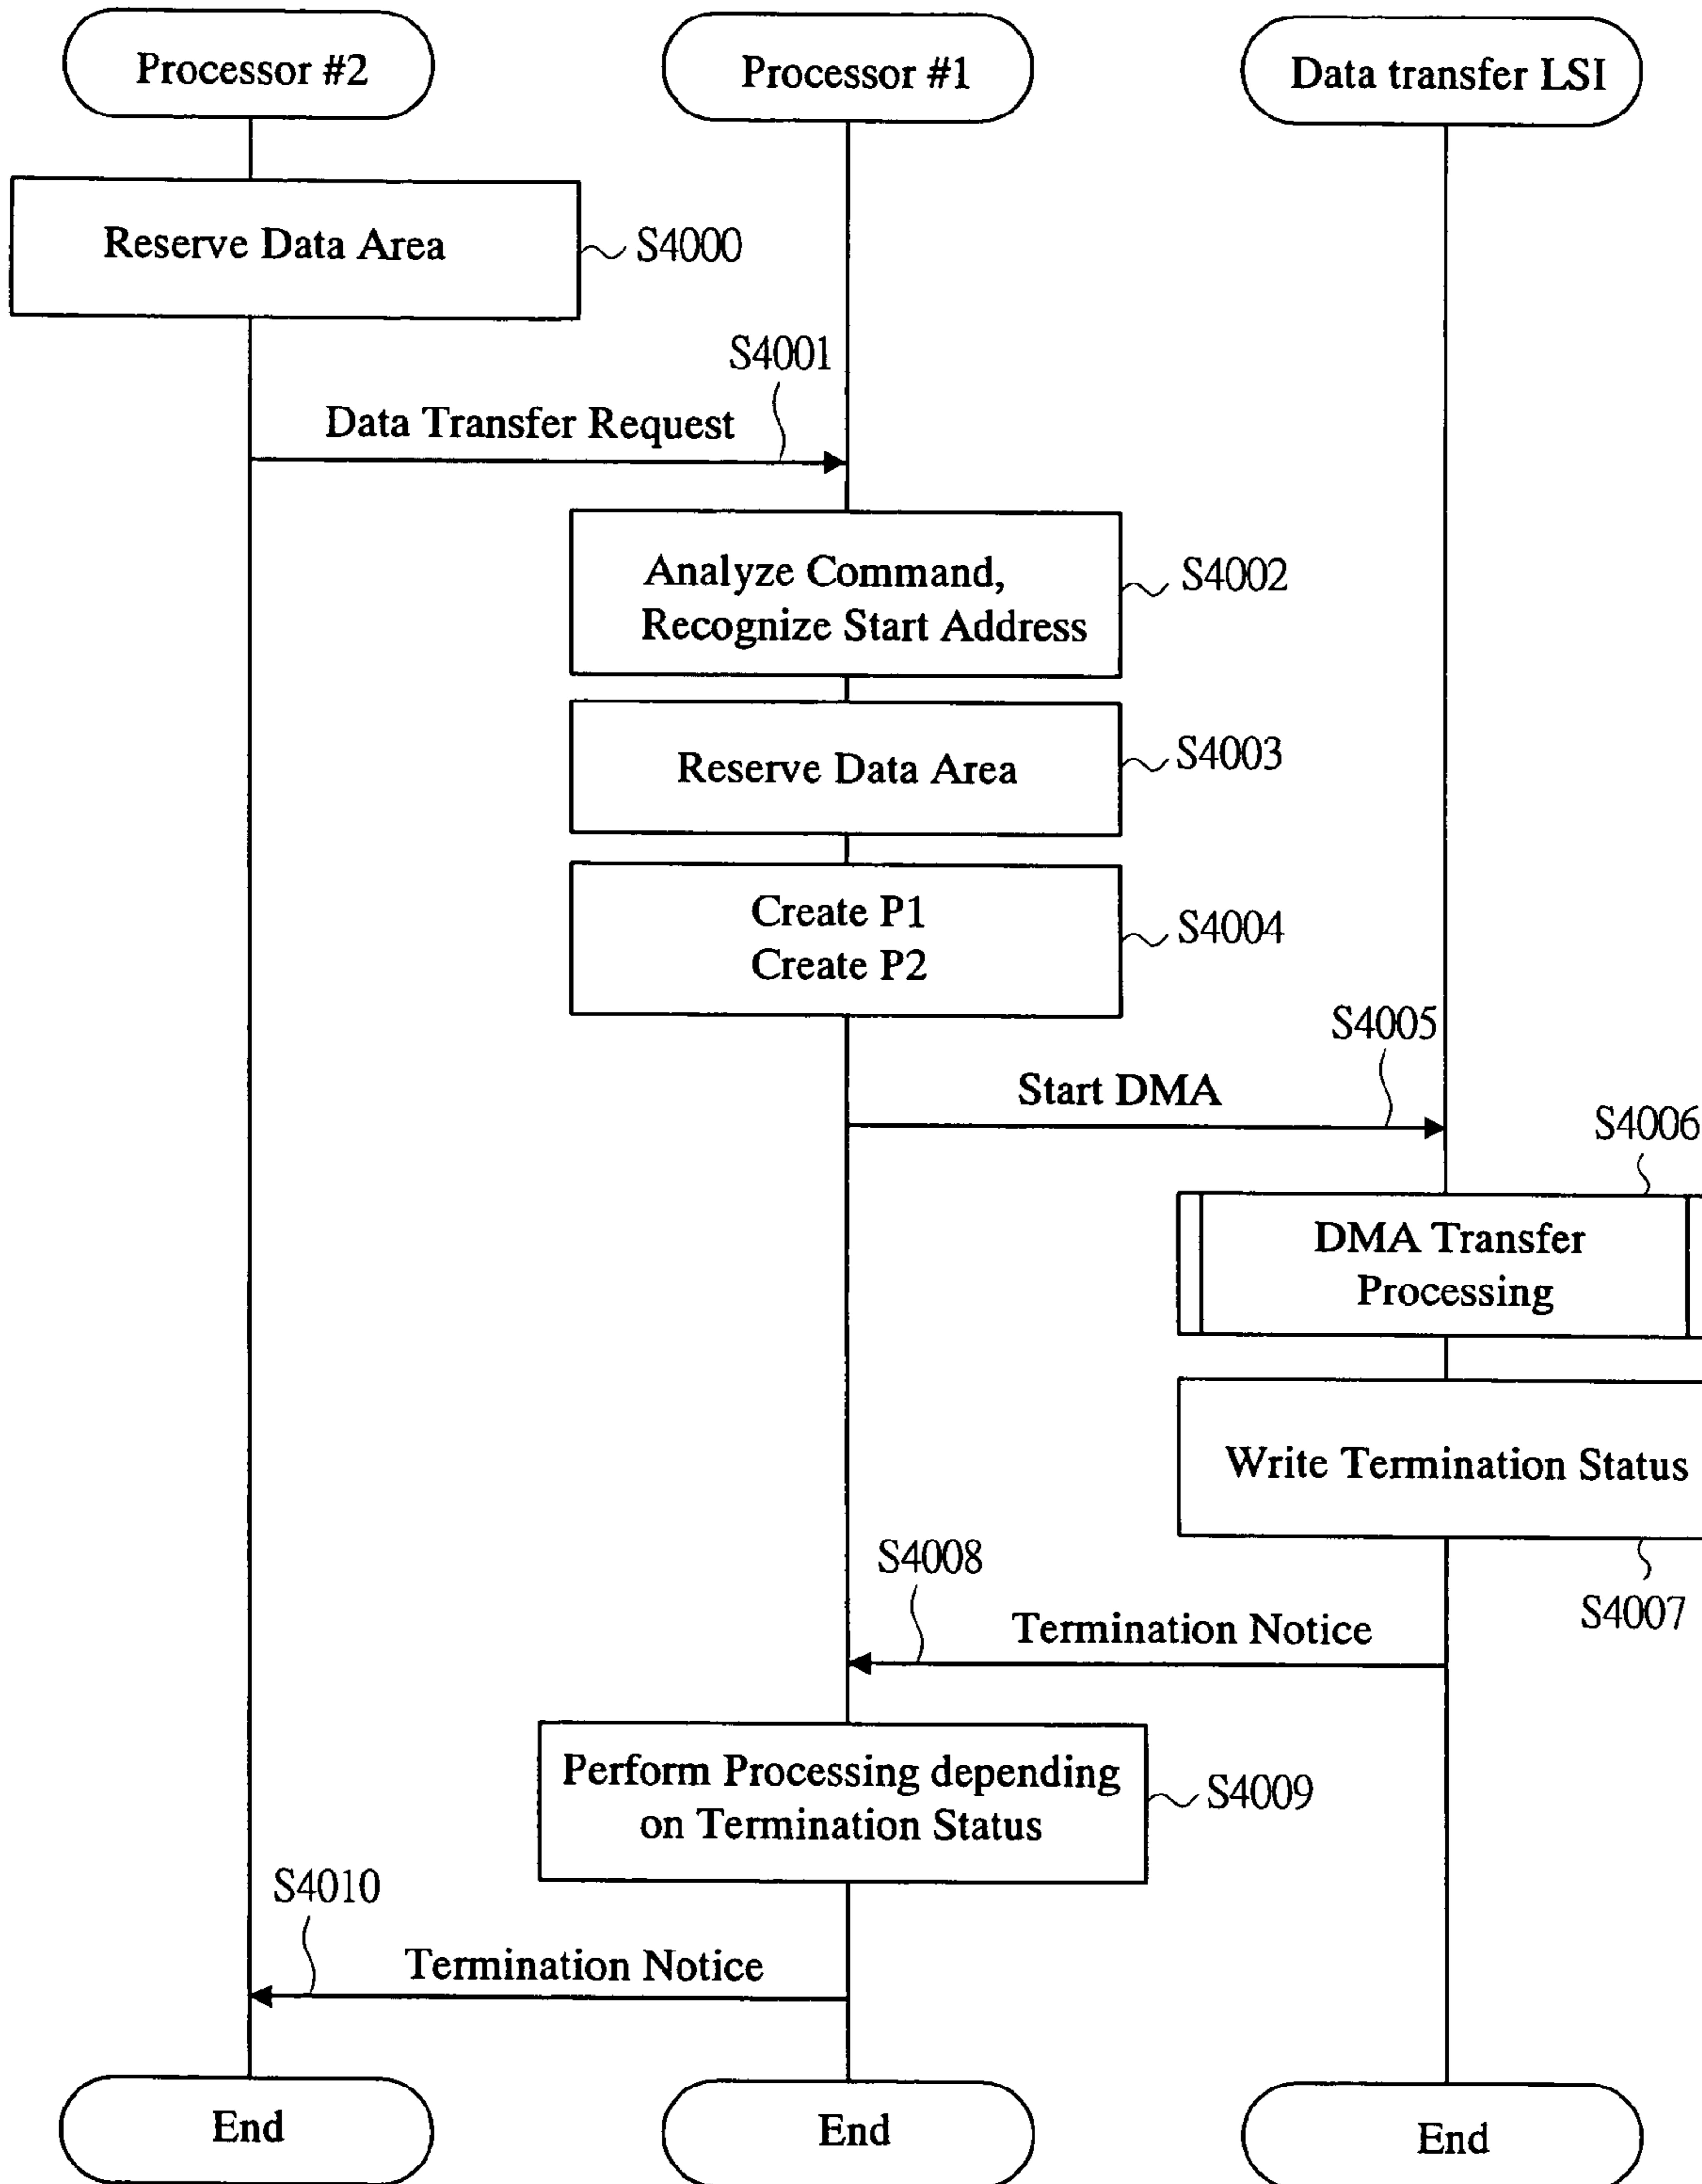 Processor #2
Processor #1
Data transfer LSI
Reserve Data Area
S4000
S4001
Data Transfer Request
Analyze Command,
Recognize Start Address
S4002
Reserve Data Area
S4003
Create P1
Create P2
S4004
S4005
Start DMA
S4006
DMA Transfer
Processing
Write Termination Status
S4007
S4008
Termination Notice
Perform Processing depending
on Termination Status
S4009
S4010
Termination Notice
End
End
End